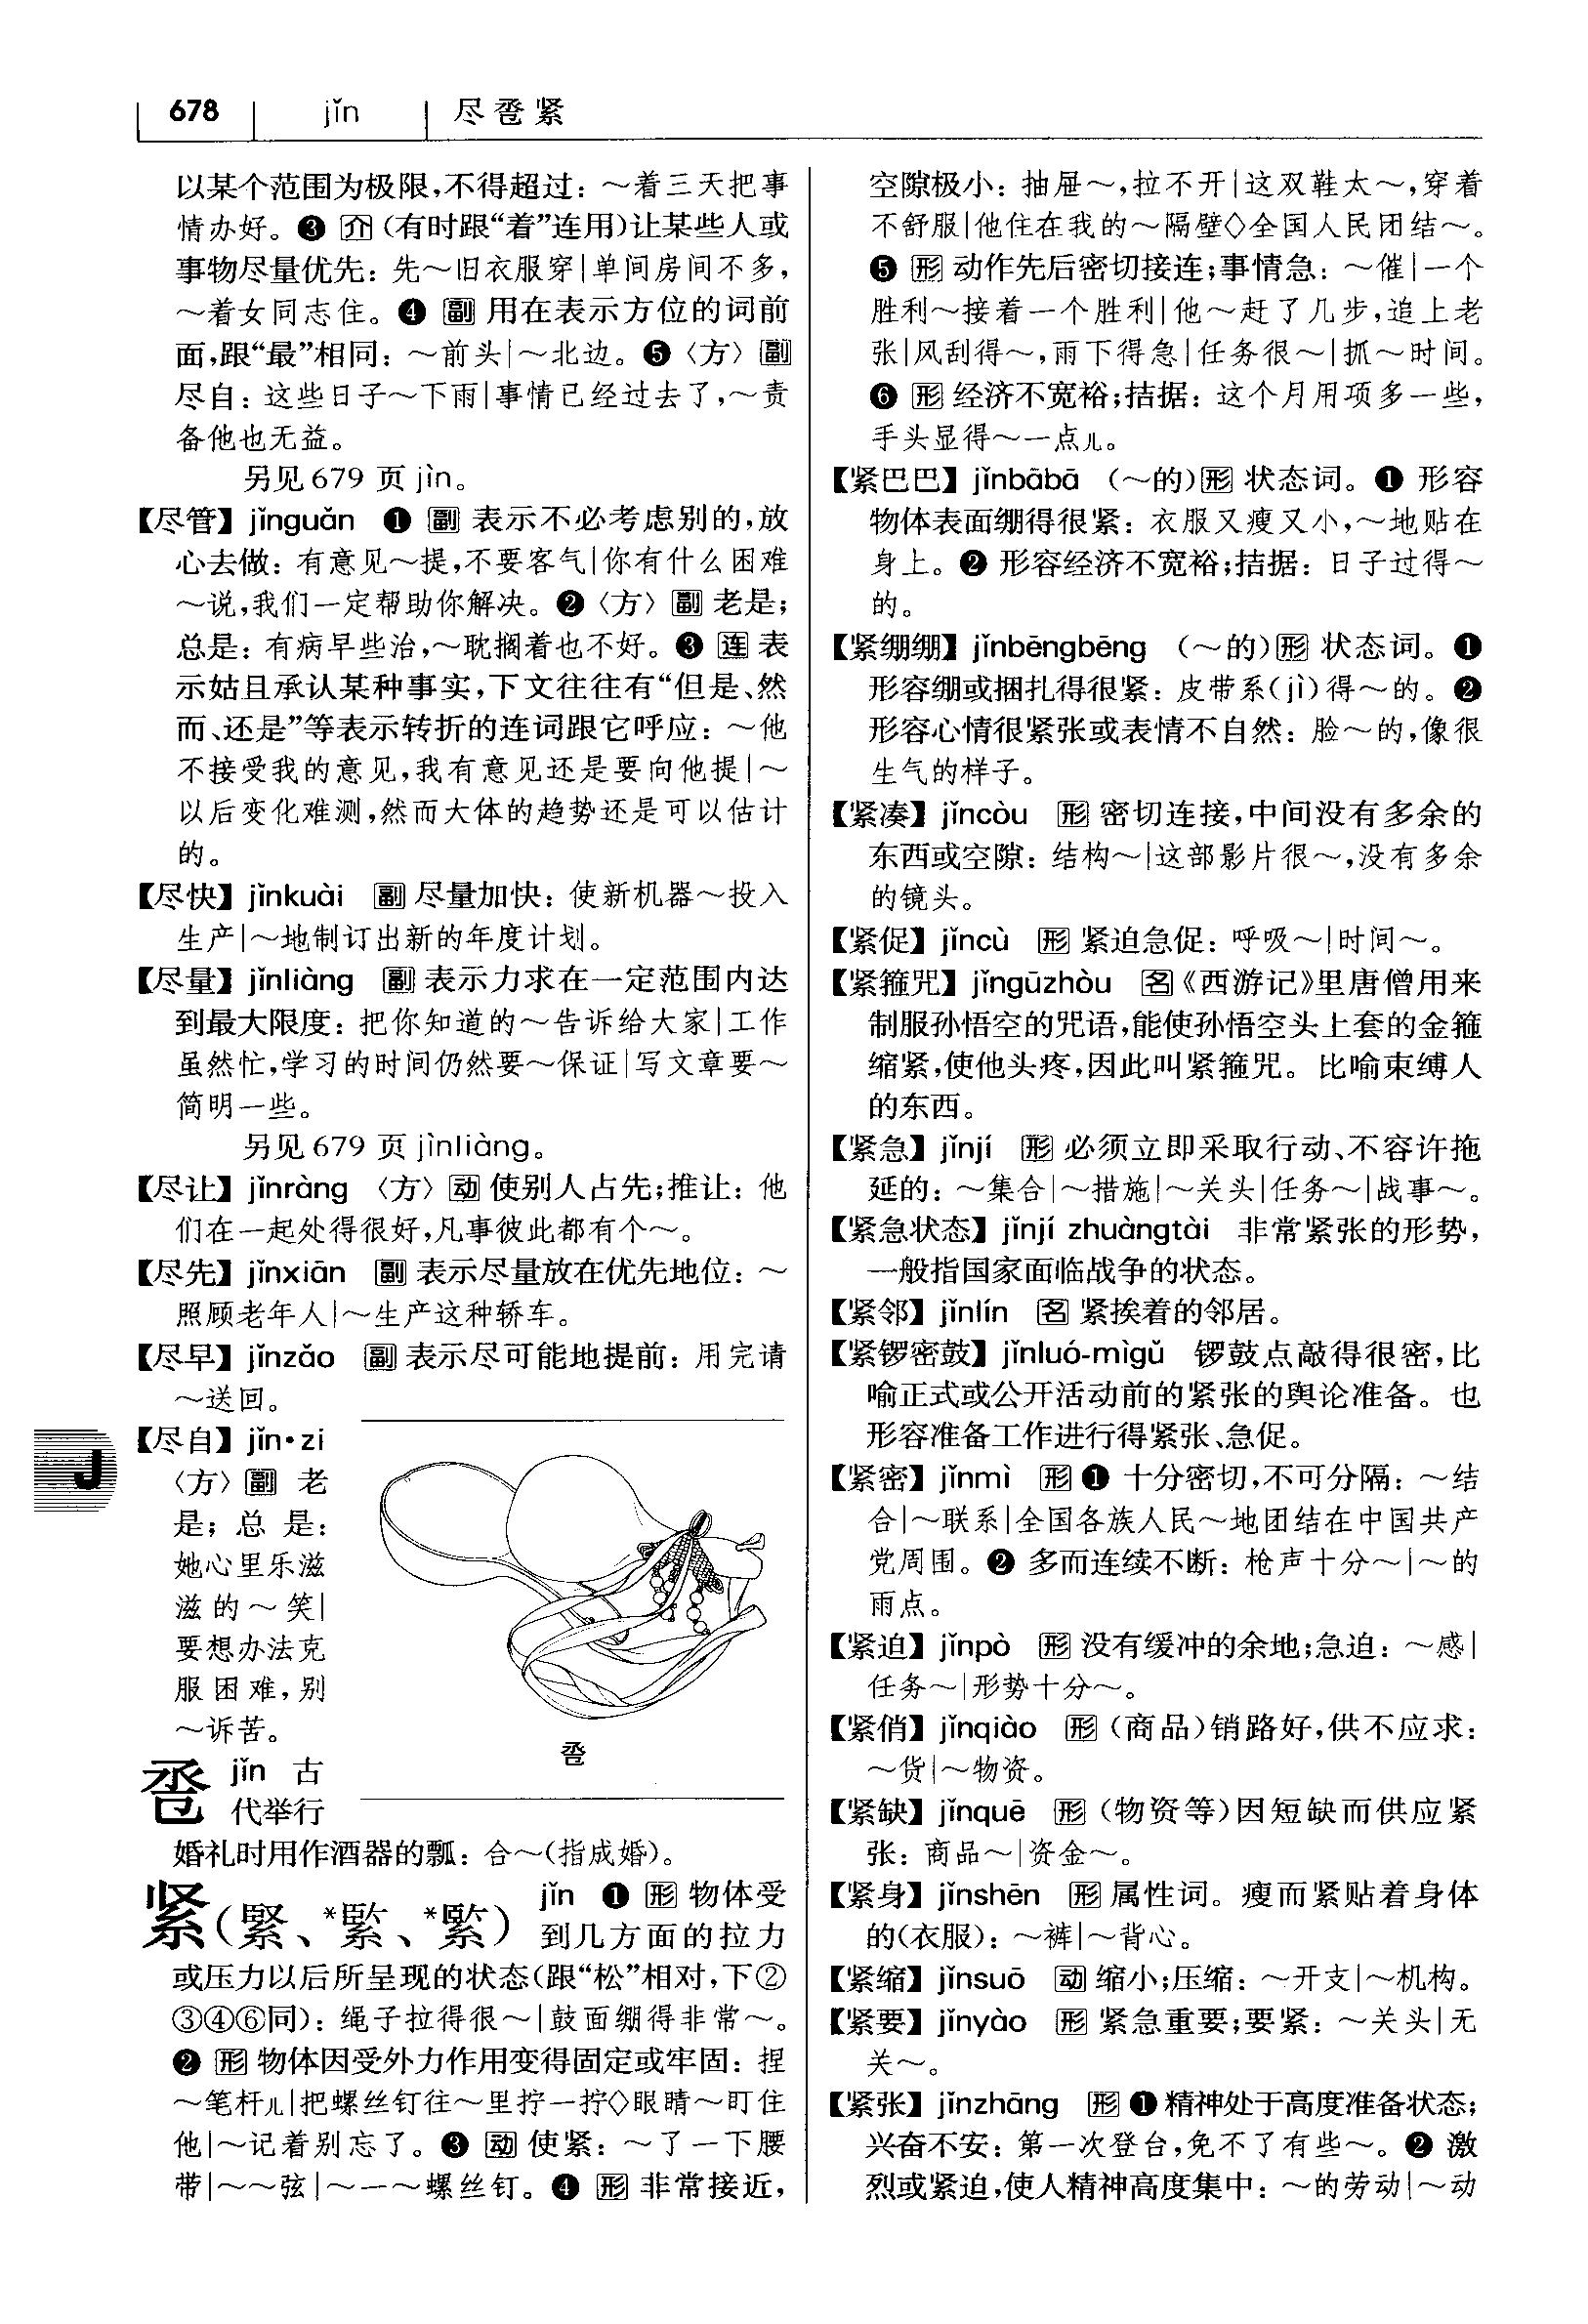 678 jǐn 尽卺紧
以某个范围为极限,不得超过：～着三天把事
情办好。❸ 介 (有时跟“着”连用)让某些人或
事物尽量优先：先～旧衣服穿|单间房间不多,
～着女同志住。❹ 副 用在表示方位的词前
面,跟“最”相同：～前头|～北边。❺〈方〉副
尽自：这些日子～下雨|事情已经过去了,～责
备他也无益。
另见 679 页 jìn。
【尽管】jǐnguǎn ❶ 副 表示不必考虑别的,放
心去做：有意见～提,不要客气|你有什么困难
～说,我们一定帮助你解决。❷〈方〉副 老是；
总是：有病早些治,～耽搁着也不好。❸ 连 表
示姑且承认某种事实,下文往往有“但是、然
而、还是”等表示转折的连词跟它呼应：～他
不接受我的意见,我有意见还是要向他提|～
以后变化难测,然而大体的趋势还是可以估计
的。
【尽快】jǐnkuài 副 尽量加快：使新机器～投入
生产|～地制订出新的年度计划。
【尽量】jǐnliàng 副 表示力求在一定范围内达
到最大限度：把你知道的～告诉给大家|工作
虽然忙,学习的时间仍然要～保证|写文章要～
简明一些。
另见 679 页 jìnliàng。
【尽让】jǐnràng 〈方〉动 使别人占先;推让：他
们在一起处得很好,凡事彼此都有个～。
【尽先】jǐnxiān 副 表示尽量放在优先地位：～
照顾老年人|～生产这种轿车。
【尽早】jǐnzǎo 副 表示尽可能地提前：用完请
～送回。
【尽自】jǐn·zi
〈方〉副 老
是；总是：
她心里乐滋
滋的～笑|
要想办法克
服困难,别
～诉苦。
卺
卺 jǐn 古
代举行
婚礼时用作酒器的瓢：合～(指成婚)。
紧(緊、*䋮、*𦂳) jǐn ❶ 形 物体受
到几方面的拉力
或压力以后所呈现的状态(跟“松”相对,下②
③④⑥同)：绳子拉得很～|鼓面绷得非常～。
❷ 形 物体因受外力作用变得固定或牢固：捏
～笔杆儿|把螺丝钉往～里拧一拧◇眼睛～盯住
他|～记着别忘了。❸ 动 使紧：～了一下腰
带|～～弦|～一～螺丝钉。❹ 形 非常接近,
空隙极小：抽屉～,拉不开|这双鞋太～,穿着
不舒服|他住在我的～隔壁◇全国人民团结～。
❺ 形 动作先后密切接连;事情急：～催|一个
胜利～接着一个胜利|他～赶了几步,追上老
张|风刮得～,雨下得急|任务很～|抓～时间。
❻ 形 经济不宽裕;拮据：这个月用项多一些,
手头显得～一点儿。
【紧巴巴】jǐnbābā (～的)形 状态词。❶ 形容
物体表面绷得很紧：衣服又瘦又小,～地贴在
身上。❷ 形容经济不宽裕;拮据：日子过得～
的。
【紧绷绷】jǐnbēngbēng (～的)形 状态词。❶
形容绷或捆扎得很紧：皮带系(jì)得～的。❷
形容心情很紧张或表情不自然：脸～的,像很
生气的样子。
【紧凑】jǐncòu 形 密切连接,中间没有多余的
东西或空隙：结构～|这部影片很～,没有多余
的镜头。
【紧促】jǐncù 形 紧迫急促：呼吸～|时间～。
【紧箍咒】jǐngūzhòu 名《西游记》里唐僧用来
制服孙悟空的咒语,能使孙悟空头上套的金箍
缩紧,使他头疼,因此叫紧箍咒。比喻束缚人
的东西。
【紧急】jǐnjí 形 必须立即采取行动、不容许拖
延的：～集合|～措施|～关头|任务～|战事～。
【紧急状态】jǐnjí zhuàngtài 非常紧张的形势,
一般指国家面临战争的状态。
【紧邻】jǐnlín 名 紧挨着的邻居。
【紧锣密鼓】jǐnluó-mìgǔ 锣鼓点敲得很密,比
喻正式或公开活动前的紧张的舆论准备。也
形容准备工作进行得紧张、急促。
【紧密】jǐnmì 形 ❶ 十分密切,不可分隔：～结
合|～联系|全国各族人民～地团结在中国共产
党周围。❷ 多而连续不断：枪声十分～|～的
雨点。
【紧迫】jǐnpò 形 没有缓冲的余地;急迫：～感|
任务～|形势十分～。
【紧俏】jǐnqiào 形 (商品)销路好,供不应求：
～货|～物资。
【紧缺】jǐnquē 形 (物资等)因短缺而供应紧
张：商品～|资金～。
【紧身】jǐnshēn 形 属性词。瘦而紧贴着身体
的(衣服)：～裤|～背心。
【紧缩】jǐnsuō 动 缩小;压缩：～开支|～机构。
【紧要】jǐnyào 形 紧急重要;要紧：～关头|无
关～。
【紧张】jǐnzhāng 形 ❶ 精神处于高度准备状态;
兴奋不安：第一次登台,免不了有些～。❷ 激
烈或紧迫,使人精神高度集中：～的劳动|～动
J